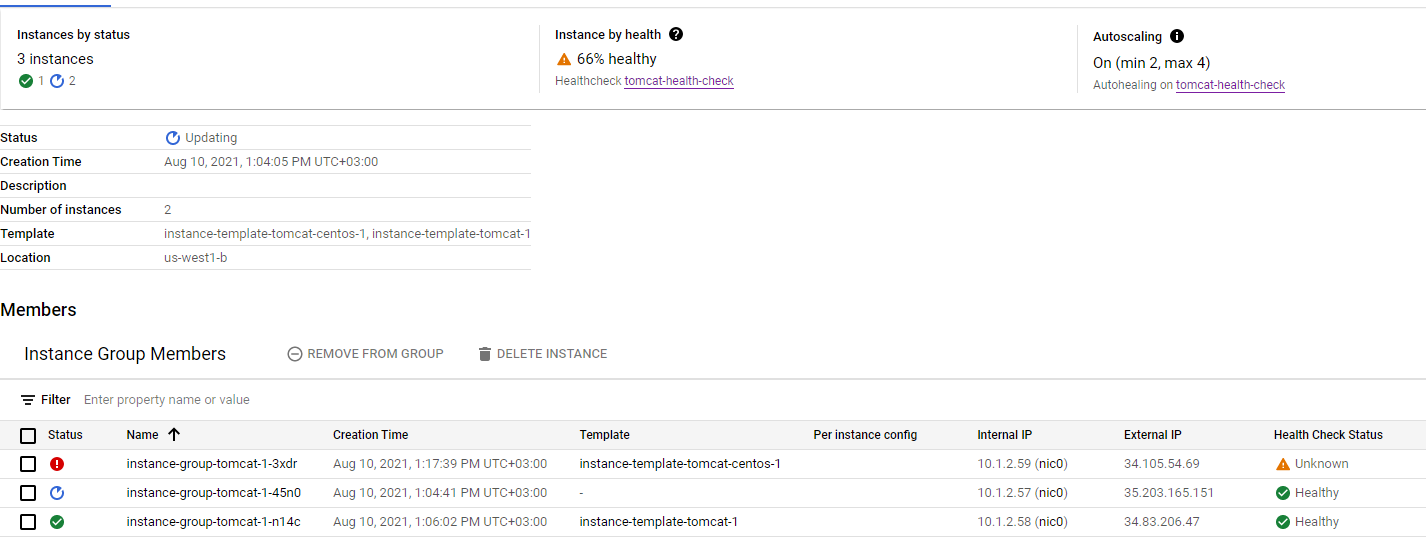 Instances by status
3 instances
1 2
Instance by health
66% healthy
Healthcheck tomcat-health-check
Autoscaling
On (min 2, max 4)
Autohealing on tomcat-health-check
Status Updating
Creation Time Aug 10, 2021, 1:04:05 PM UTC+03:00
Description
Number of instances 2
Template instance-template-tomcat-centos-1, instance-template-tomcat-1
Location us-west1-b
Members
Instance Group Members REMOVE FROM GROUP DELETE INSTANCE
Filter Enter property name or value
Status Name Creation Time Template Per instance config Internal IP External IP Health Check Status
instance-group-tomcat-1-3xdr Aug 10, 2021, 1:17:39 PM UTC+03:00 instance-template-tomcat-centos-1 10.1.2.59 (nic0) 34.105.54.69 Unknown
instance-group-tomcat-1-45n0 Aug 10, 2021, 1:04:41 PM UTC+03:00 - 10.1.2.57 (nic0) 35.203.165.151 Healthy
instance-group-tomcat-1-n14c Aug 10, 2021, 1:06:02 PM UTC+03:00 instance-template-tomcat-1 10.1.2.58 (nic0) 34.83.206.47 Healthy